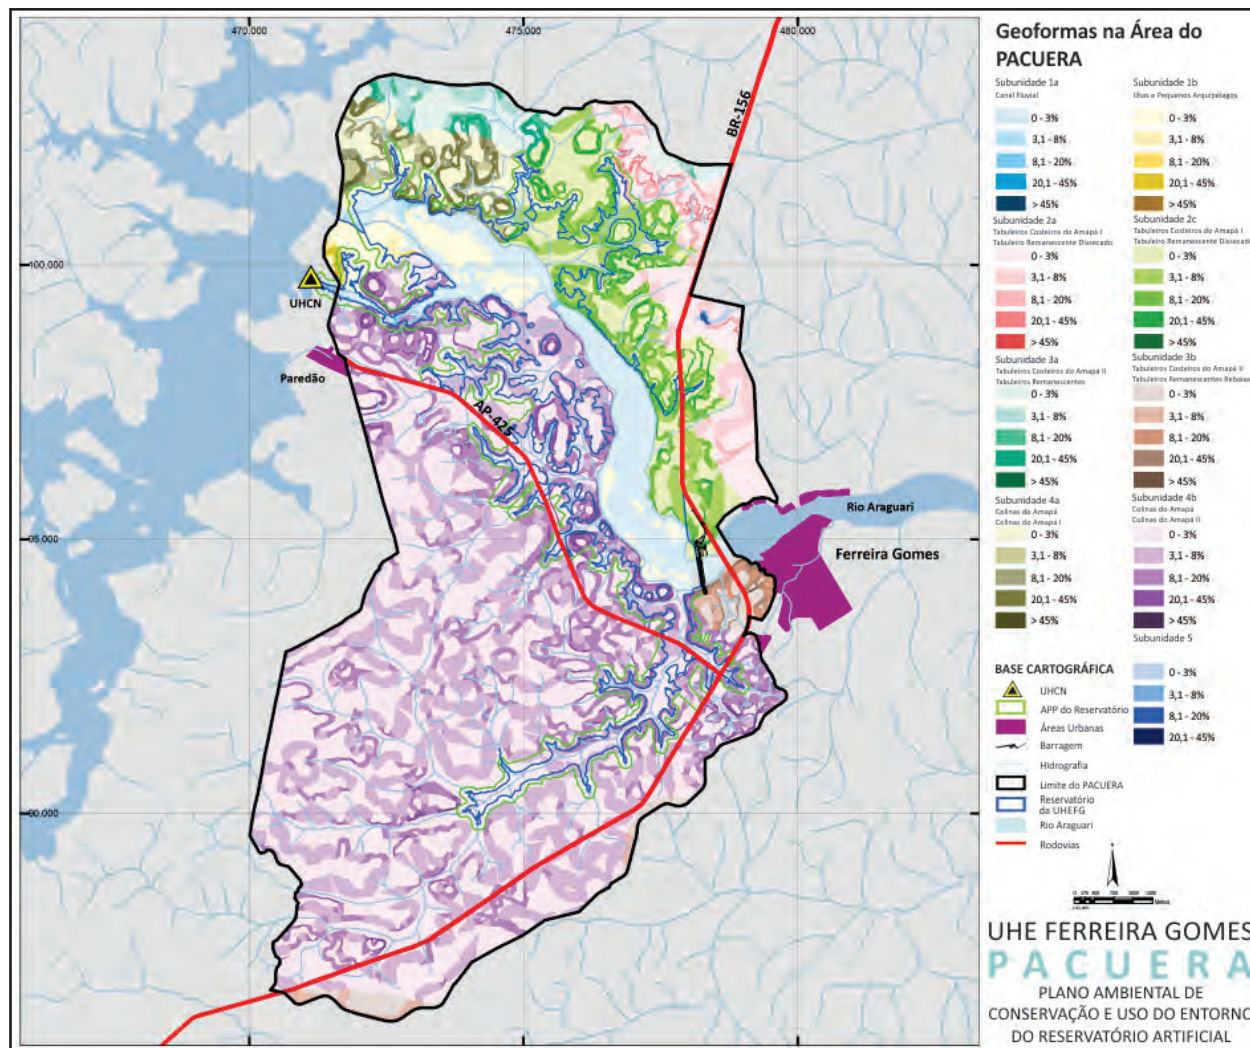 470.000
475.000
480.000
100.000
BR-156
UHCN
Paredão
AP-425
Rio Araguari
Ferreira Gomes
Geoformas na Área do
PACUERA
Subunidade 1a
Canal Fluvial
0 - 3%
3,1 - 8%
8,1 - 20%
20,1 - 45%
> 45%
Subunidade 1b
Ilhas e Pequenos Arquipélagos
0 - 3%
3,1 - 8%
8,1 - 20%
20,1 - 45%
> 45%
Subunidade 2a
Tabuleiros Costeiros do Amapá I
Tabuleiro Remanescente Dissecado
0 - 3%
3,1 - 8%
8,1 - 20%
20,1 - 45%
> 45%
Subunidade 2c
Tabuleiros Costeiros do Amapá I
Tabuleiro Remanescente Dissecad
0 - 3%
3,1 - 8%
8,1 - 20%
20,1 - 45%
> 45%
Subunidade 3a
Tabuleiros Costeiros do Amapá II
Tabuleiros Remanescentes
0 - 3%
3,1 - 8%
8,1 - 20%
20,1 - 45%
> 45%
Subunidade 3b
Tabuleiros Costeiros do Amapá II
Tabuleiros Remanescentes
0 - 3%
3,1 - 8%
8,1 - 20%
20,1 - 45%
> 45%
Subunidade 4a
Colinas do Amapá
Colinas do Amapá I
0 - 3%
3,1 - 8%
8,1 - 20%
20,1 - 45%
> 45%
Subunidade 4b
Colinas do Amapá
Colinas do Amapá II
0 - 3%
3,1 - 8%
8,1 - 20%
20,1 - 45%
> 45%
Subunidade 5
0 - 3%
3,1 - 8%
8,1 - 20%
20,1 - 45%
BASE CARTOGRÁFICA
UHCN
APP do Reservatório
Áreas Urbanas
Barragem
Hidrografia
Limite do PACUERA
Reservatório
da UHEFG
Rio Araguari
Rodovias
Metros
UHE FERREIRA GOMES
PACUERA
PLANO AMBIENTAL DE
CONSERVAÇÃO E USO DO ENTORNO
DO RESERVATÓRIO ARTIFICIAL